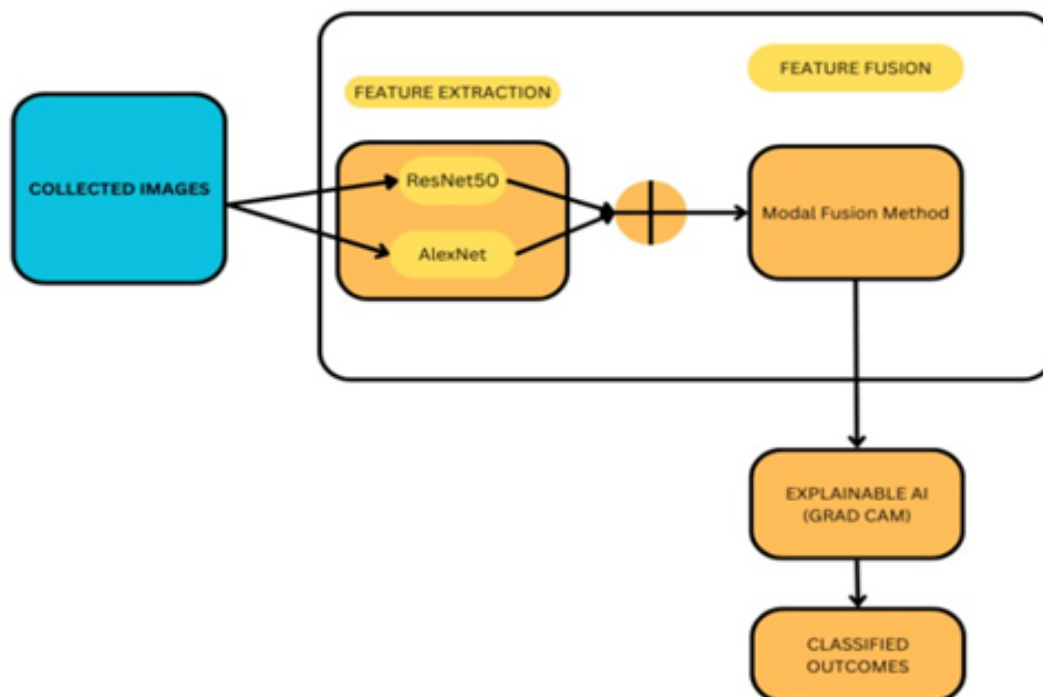 COLLECTED IMAGES
FEATURE EXTRACTION
ResNet50
AlexNet
FEATURE FUSION
Modal Fusion Method
EXPLAINABLE AI
(GRAD CAM)
CLASSIFIED
OUTCOMES